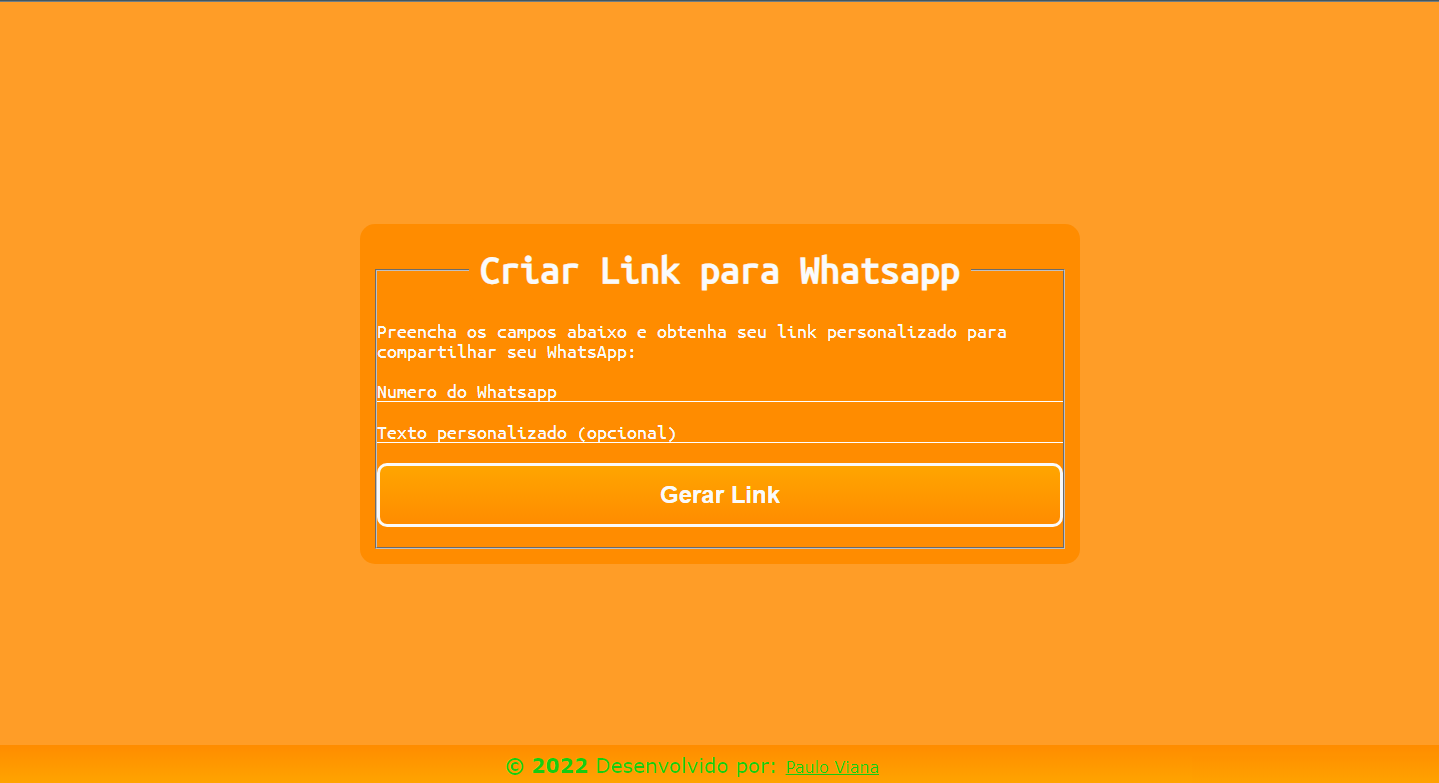 Criar Link para Whatsapp
Preencha os campos abaixo e obtenha seu link personalizado para
compartilhar seu WhatsApp:
Numero do Whatsapp
Texto personalizado (opcional)
Gerar Link
© 2022 Desenvolvido por: Paulo Viana